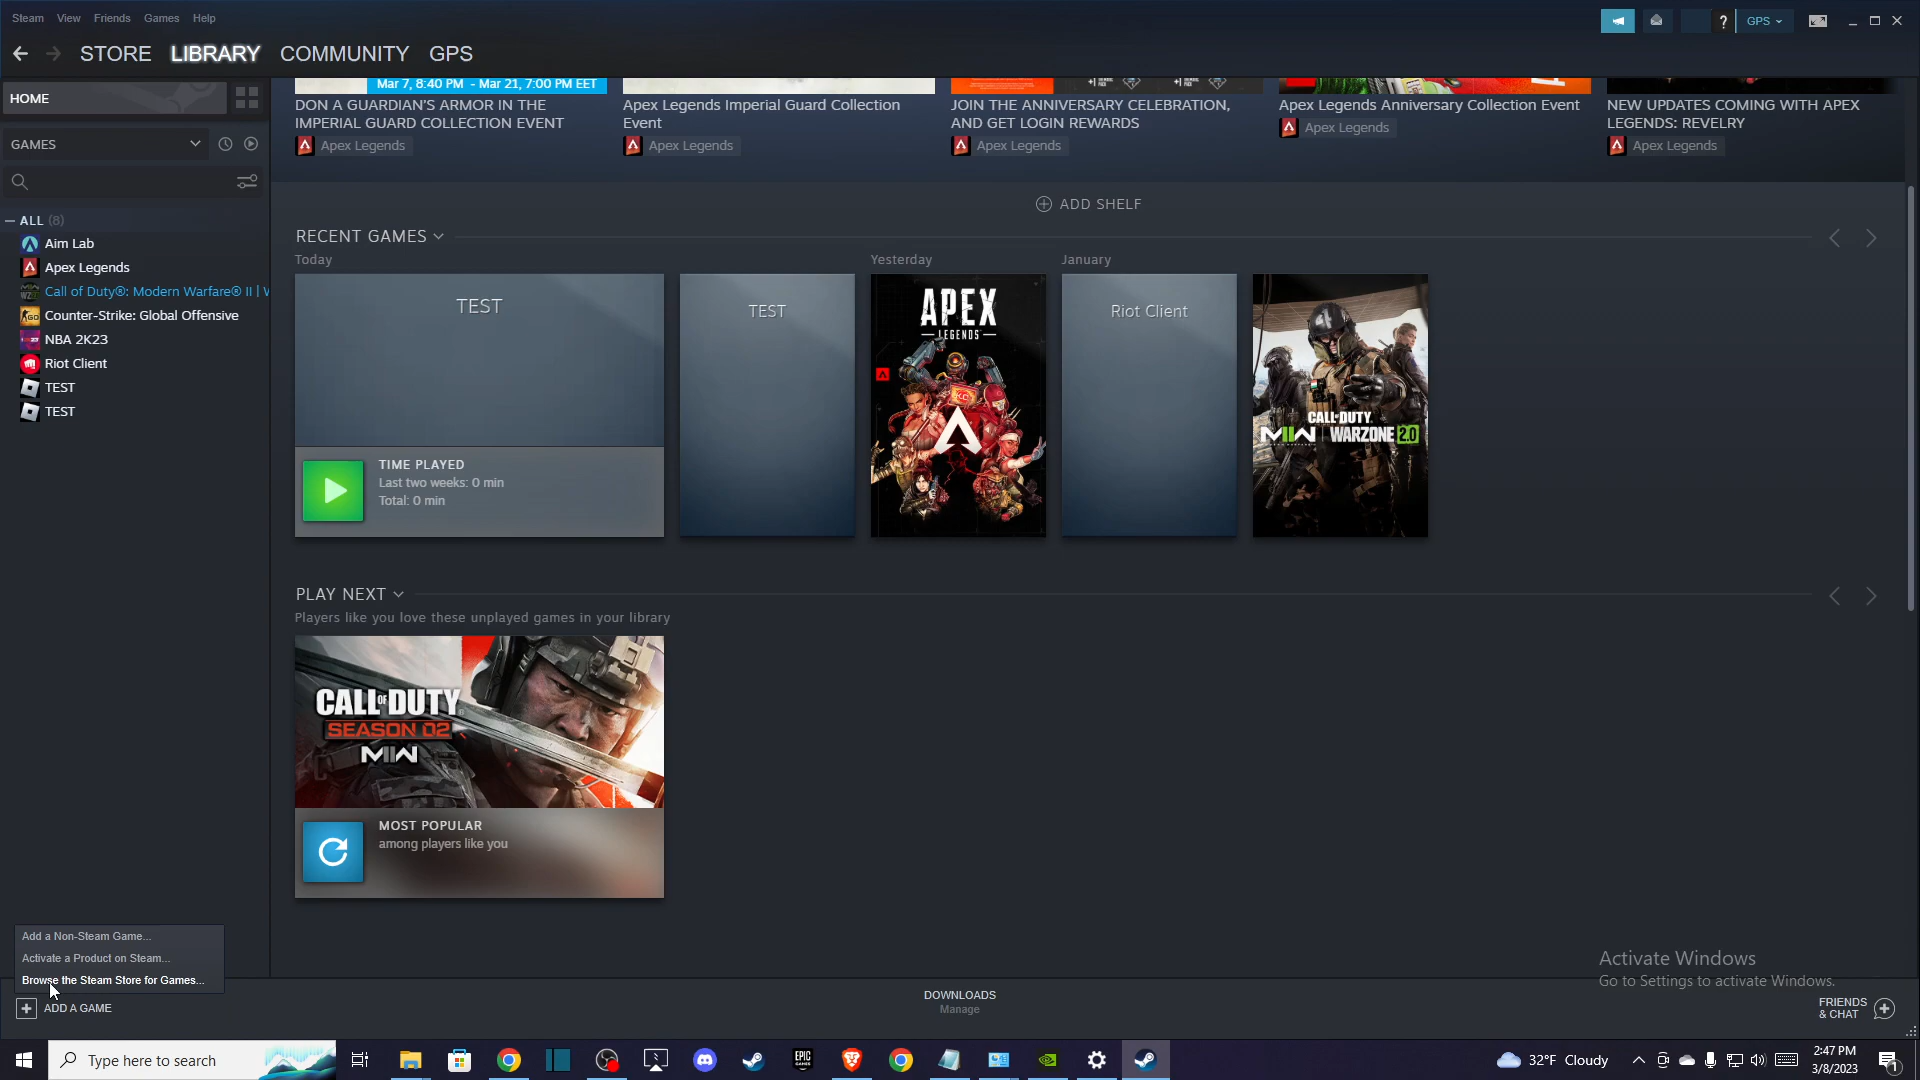 Steam View Friends Games Help
? GPS
STORE LIBRARY COMMUNITY GPS
HOME
GAMES
ALL (8)
Aim Lab
Apex Legends
Call of Duty®: Modern Warfare® II |
Counter-Strike: Global Offensive
NBA 2K23
Riot Client
TEST
TEST
Mar 7, 8:40 PM - Mar 21, 7:00 PM EET
DON A GUARDIAN'S ARMOR IN THE
IMPERIAL GUARD COLLECTION EVENT
Apex Legends
Apex Legends Imperial Guard Collection
Event
Apex Legends
JOIN THE ANNIVERSARY CELEBRATION,
AND GET LOGIN REWARDS
Apex Legends
Apex Legends Anniversary Collection Event
Apex Legends
NEW UPDATES COMING WITH APEX
LEGENDS: REVELRY
Apex Legends
ADD SHELF
RECENT GAMES
Today
TEST
TIME PLAYED
Last two weeks: 0 min
Total: 0 min
TEST
Yesterday
APEX
LEGENDS
January
Riot Client
CALL OF DUTY
MWII WARZONE 2.0
PLAY NEXT
Players like you love these unplayed games in your library
CALL OF DUTY
SEASON 02
MWII
MOST POPULAR
among players like you
Add a Non-Steam Game...
Activate a Product on Steam...
Browse the Steam Store for Games...
ADD A GAME
DOWNLOADS
Manage
Activate Windows
Go to Settings to activate Windows.
FRIENDS
& CHAT
Type here to search
EPIC
GAMES
32°F Cloudy
2:47 PM
3/8/2023
1